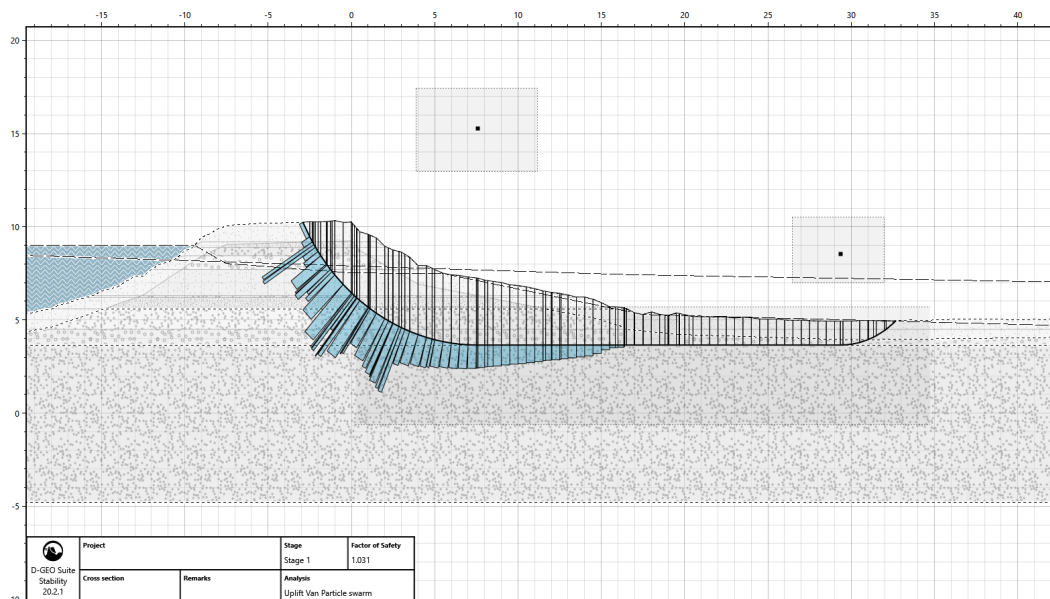 -15 -10 -5 0 5 10 15 20 25 30 35 40
20
15
10
5
0
-5
Project
Stage
Factor of Safety
Stage 1
1.031
D-GEO Suite
Stability
20.2.1
Cross section
Remarks
Analysis
Uplift Van Particle swarm